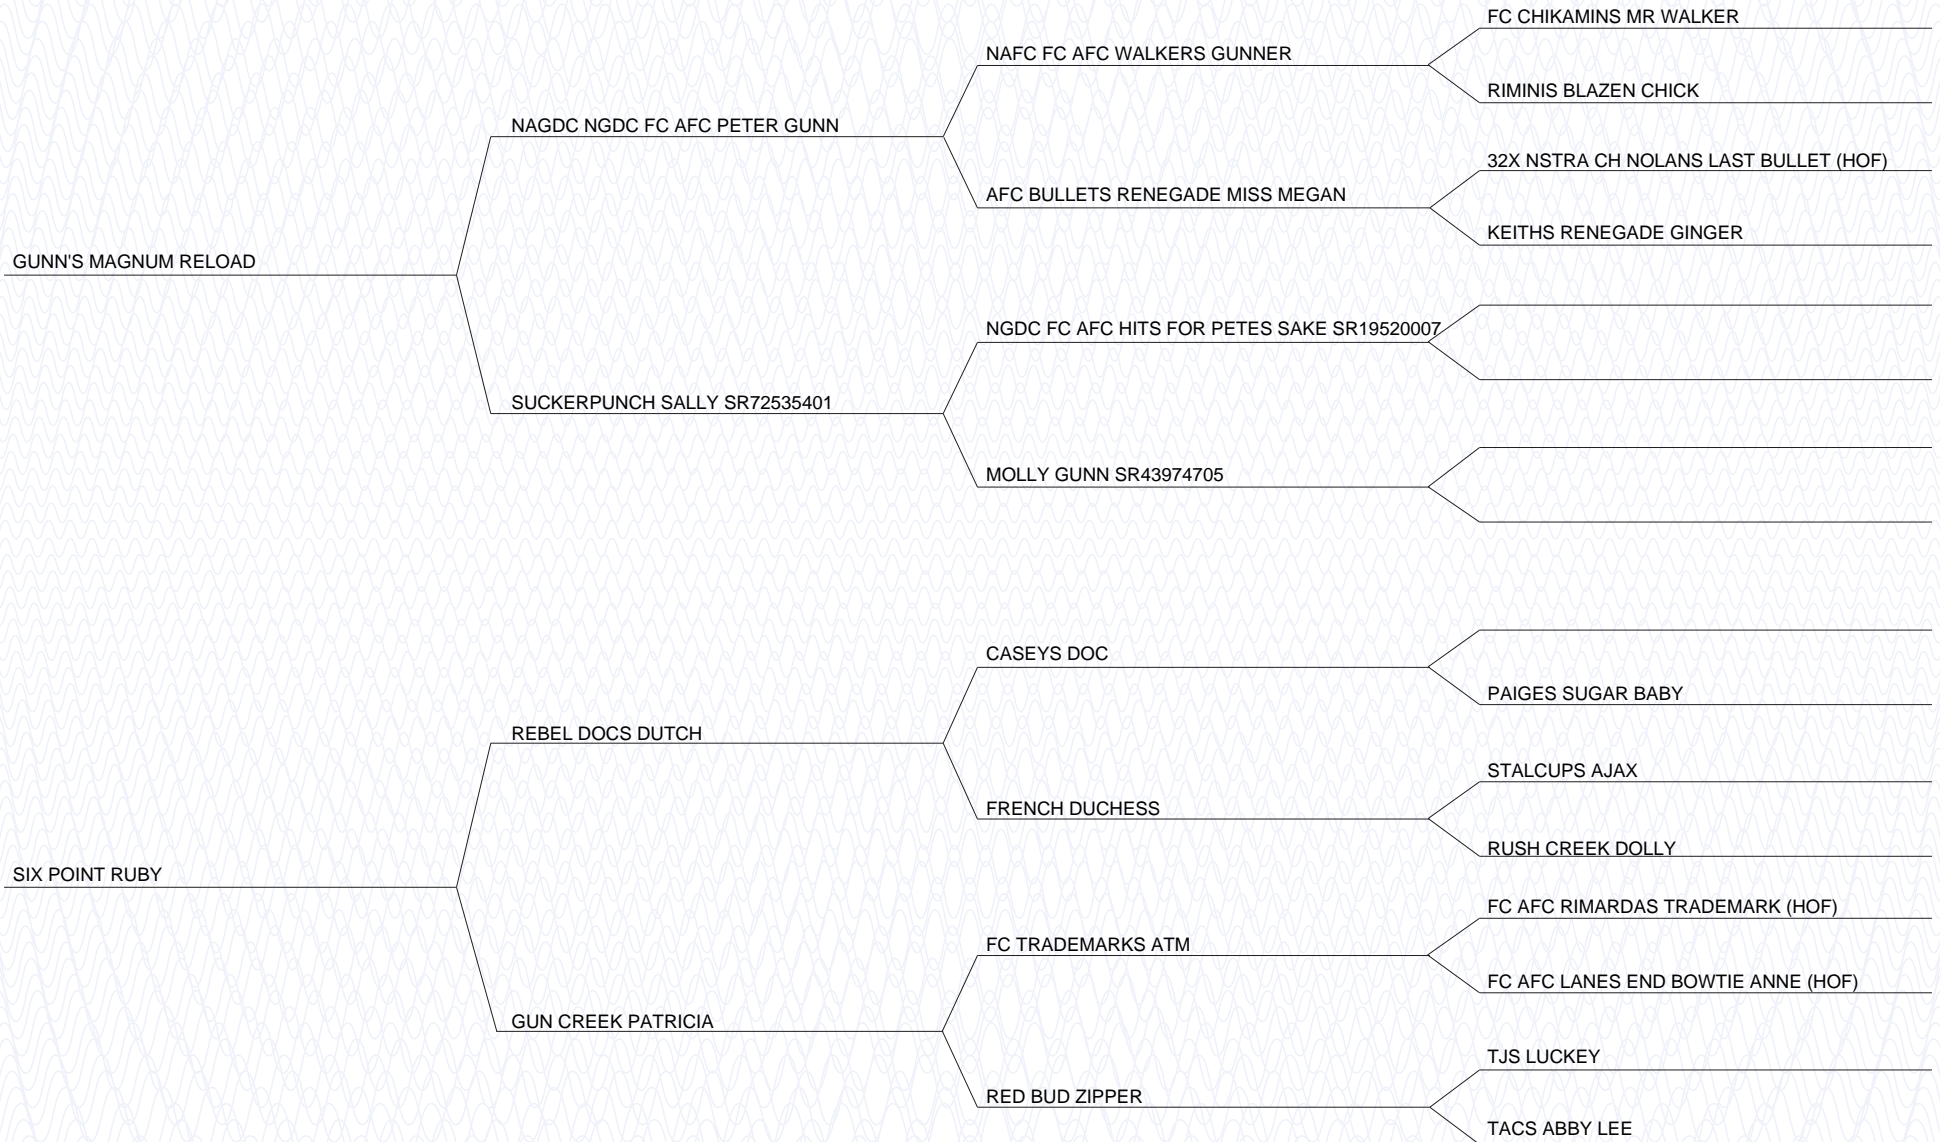 FC CHIKAMINS MR WALKER
NAFC FC AFC WALKERS GUNNER
RIMINIS BLAZEN CHICK
NAGDC NGDC FC AFC PETER GUNN
32X NSTRA CH NOLANS LAST BULLET (HOF)
AFC BULLETS RENEGADE MISS MEGAN
KEITHS RENEGADE GINGER
GUNN'S MAGNUM RELOAD
NGDC FC AFC HITS FOR PETES SAKE SR19520007
SUCKERPUNCH SALLY SR72535401
MOLLY GUNN SR43974705
CASEYS DOC
PAIGES SUGAR BABY
REBEL DOCS DUTCH
STALCUPS AJAX
FRENCH DUCHESS
RUSH CREEK DOLLY
SIX POINT RUBY
FC AFC RIMARDAS TRADEMARK (HOF)
FC TRADEMARKS ATM
FC AFC LANES END BOWTIE ANNE (HOF)
GUN CREEK PATRICIA
TJS LUCKEY
RED BUD ZIPPER
TACS ABBY LEE